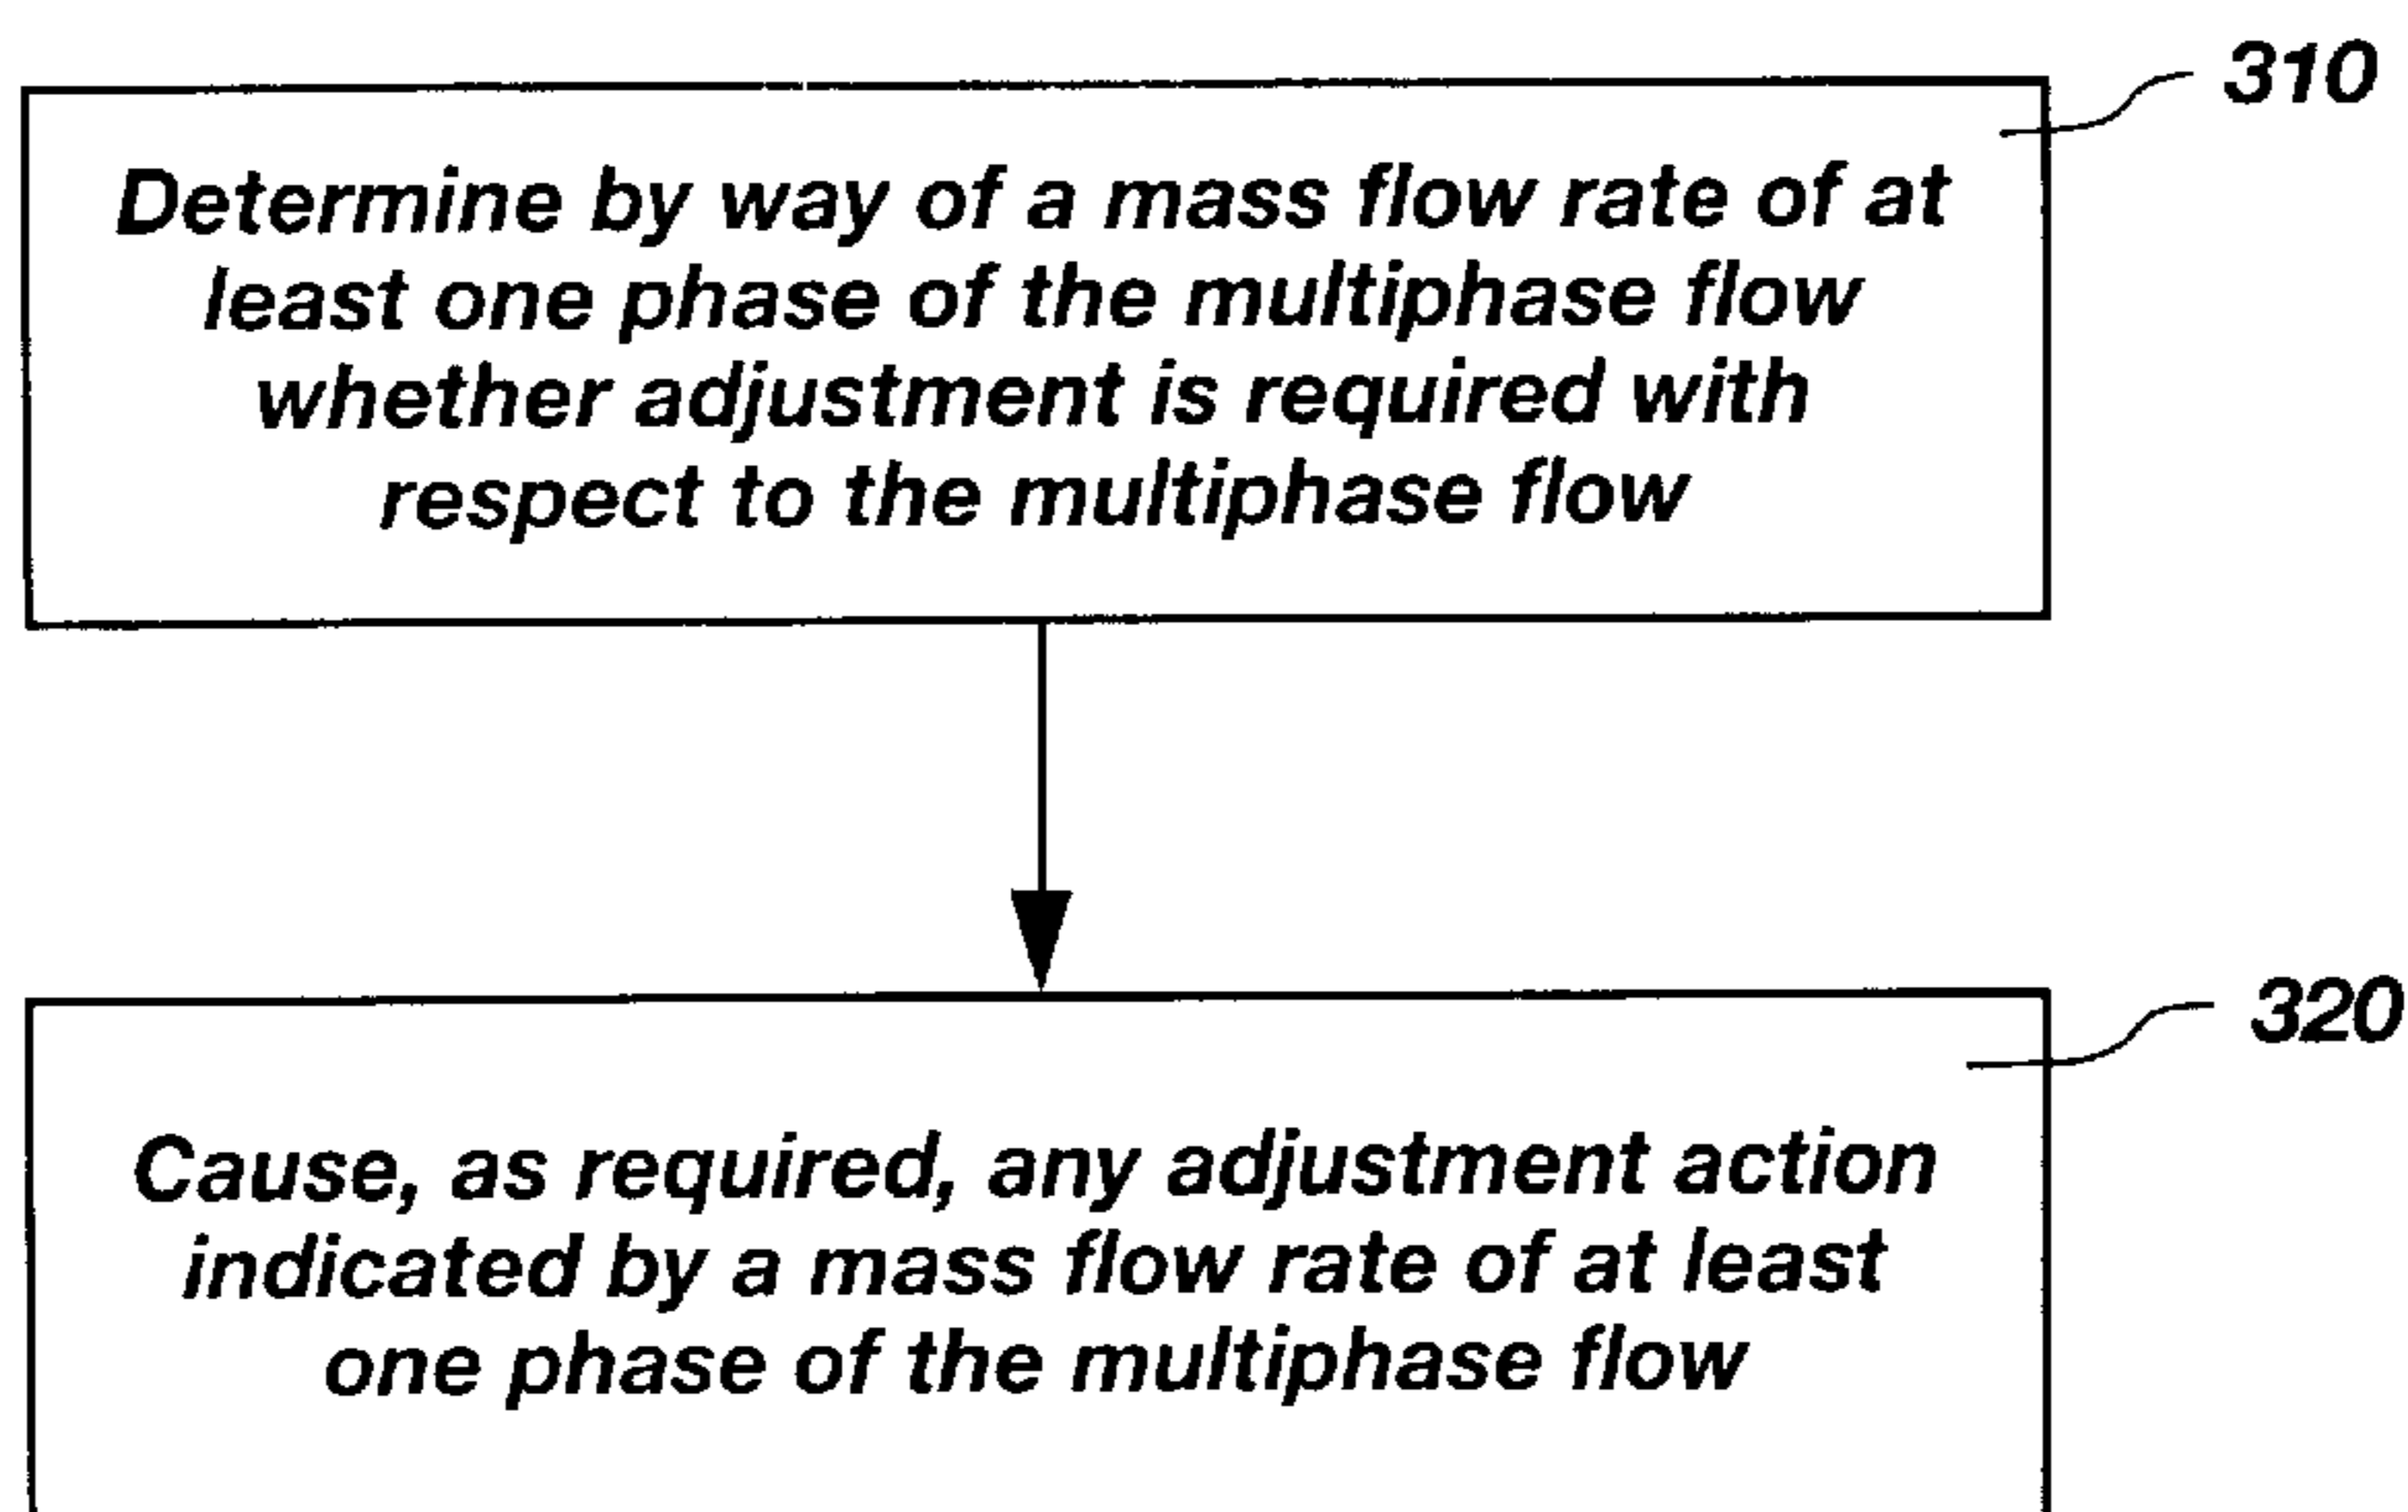 310
Determine by way of a mass flow rate of at
least one phase of the multiphase flow
whether adjustment is required with
respect to the multiphase flow
320
Cause, as required, any adjustment action
indicated by a mass flow rate of at least
one phase of the multiphase flow